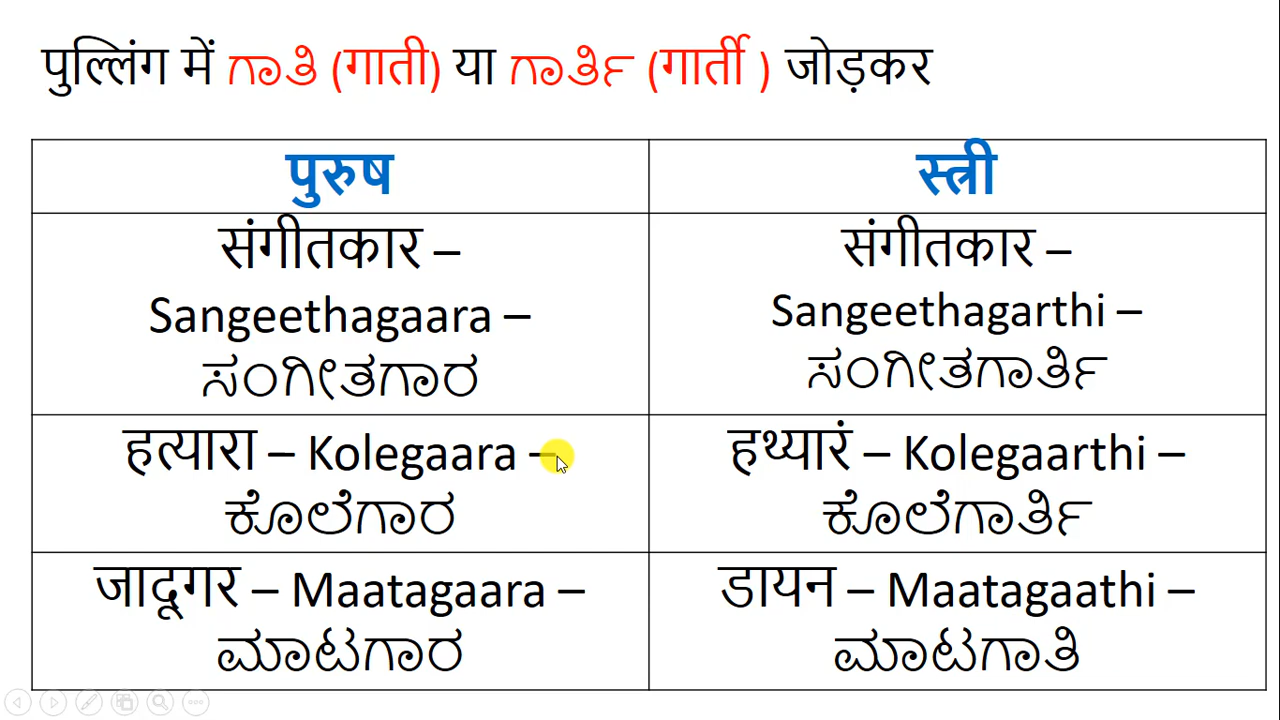 पुल्लिंग में ಗಾತಿ (गाती) या ಗಾರ್ತಿ (गार्ती ) जोड़कर
पुरुष
स्त्री
संगीतकार –
Sangeethagaara –
ಸಂಗೀತಗಾರ
संगीतकार –
Sangeethagarthi –
ಸಂಗೀತಗಾರ್ತಿ
हत्यारा – Kolegaara –
ಕೊಲೆಗಾರ
हथ्यारं – Kolegaarthi –
ಕೊಲೆಗಾರ್ತಿ
जादूगर – Maatagaara –
ಮಾಟಗಾರ
डायन – Maatagaathi –
ಮಾಟಗಾತಿ